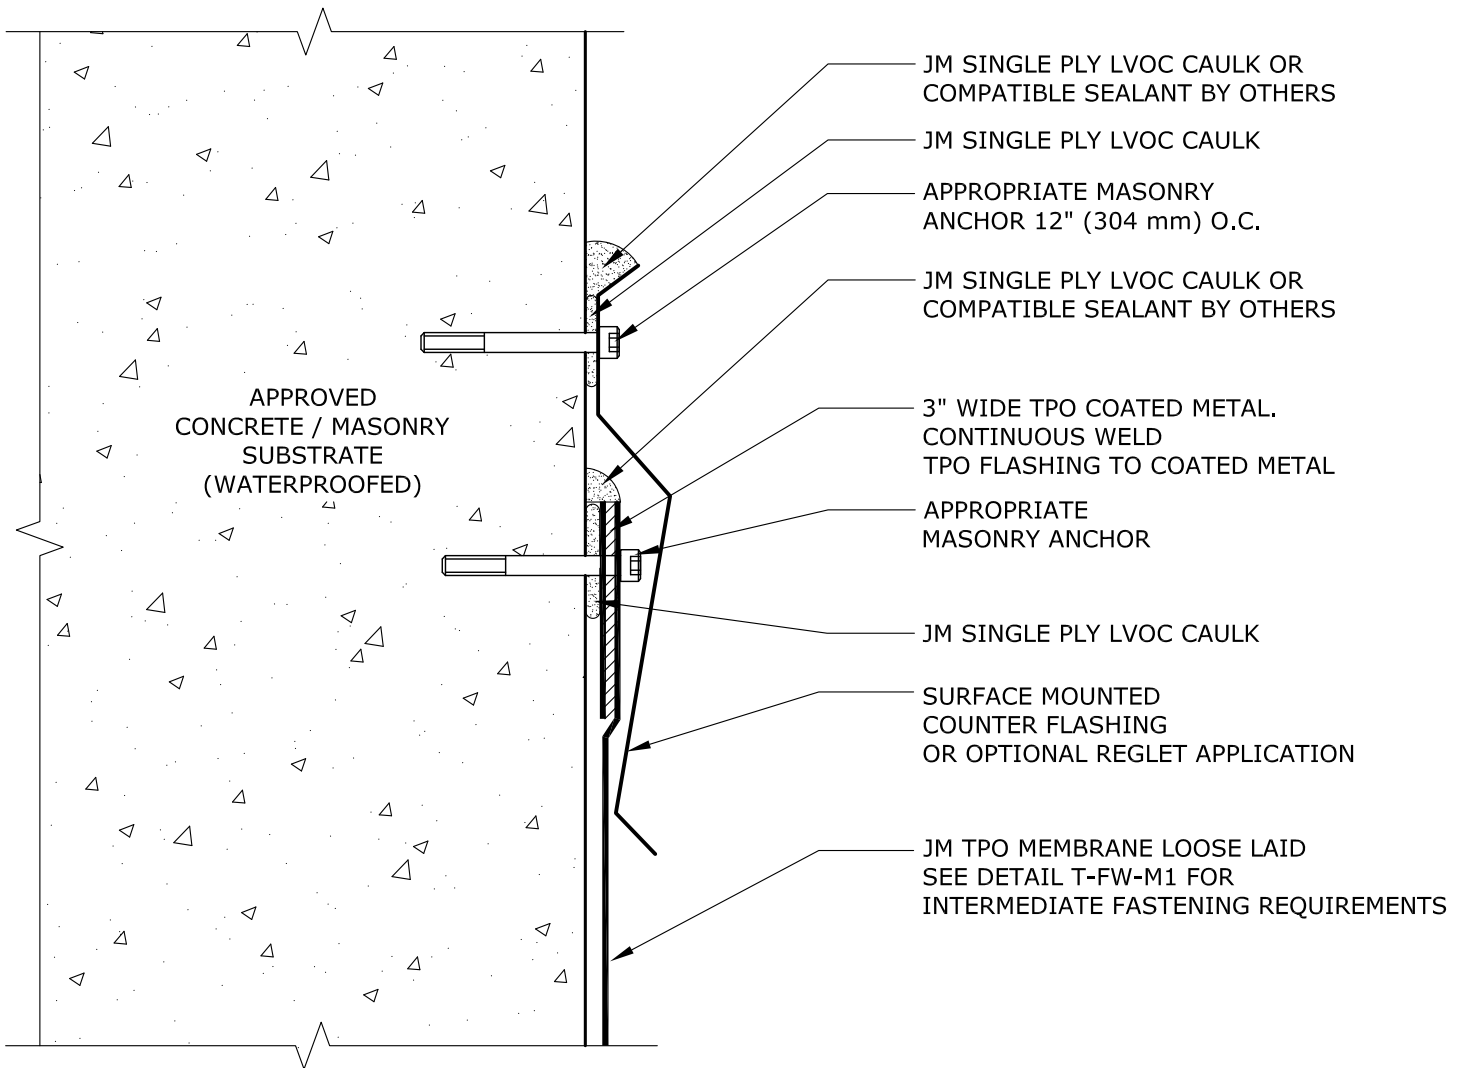 JM SINGLE PLY LVOC CAULK OR
COMPATIBLE SEALANT BY OTHERS
JM SINGLE PLY LVOC CAULK
APPROPRIATE MASONRY
ANCHOR 12" (304 mm) O.C.
JM SINGLE PLY LVOC CAULK OR
COMPATIBLE SEALANT BY OTHERS
APPROVED
CONCRETE / MASONRY
SUBSTRATE
(WATERPROOFED)
3" WIDE TPO COATED METAL.
CONTINUOUS WELD
TPO FLASHING TO COATED METAL
APPROPRIATE
MASONRY ANCHOR
JM SINGLE PLY LVOC CAULK
SURFACE MOUNTED
COUNTER FLASHING
OR OPTIONAL REGLET APPLICATION
JM TPO MEMBRANE LOOSE LAID
SEE DETAIL T-FW-M1 FOR
INTERMEDIATE FASTENING REQUIREMENTS